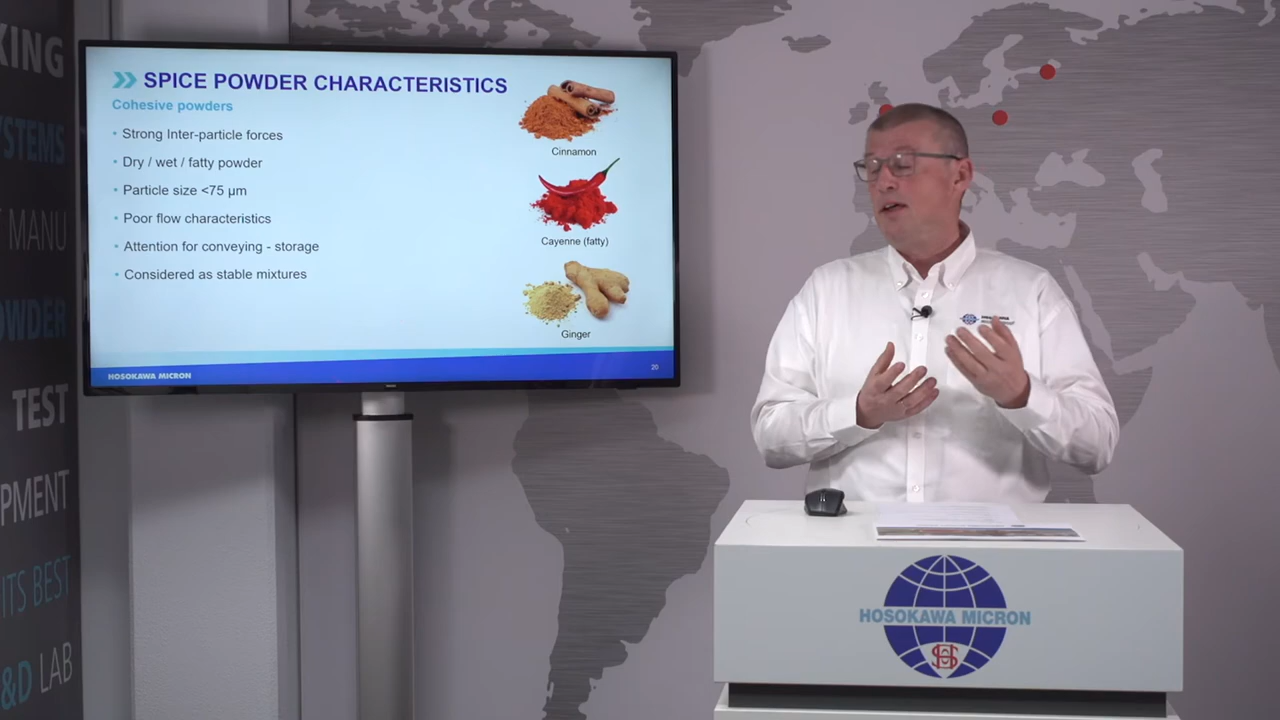 KING
SYSTEMS
MANU
POWDER
TEST
PMENT
ITS BEST
&D LAB
SPICE POWDER CHARACTERISTICS
Cohesive powders
• Strong Inter-particle forces
• Dry / wet / fatty powder
• Particle size <75 µm
• Poor flow characteristics
• Attention for conveying - storage
• Considered as stable mixtures
Cinnamon
Cayenne (fatty)
Ginger
HOSOKAWA MICRON
20
HOSOKAWA MICRON